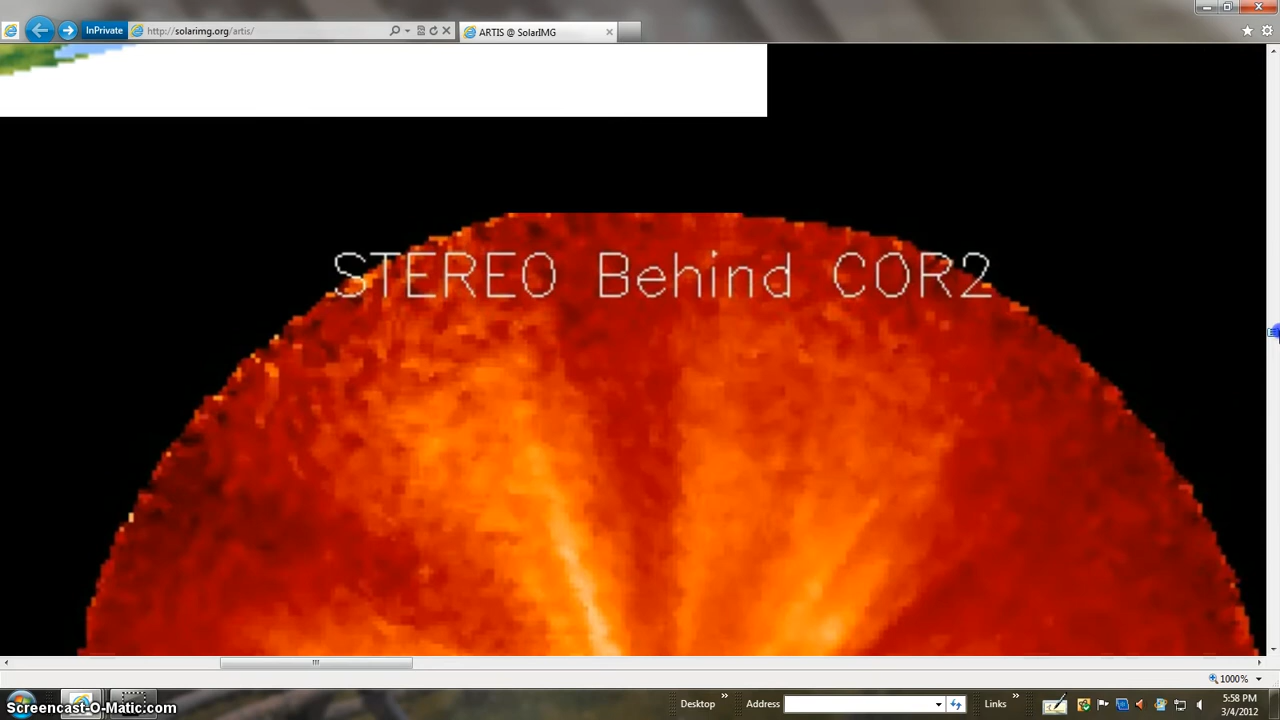 InPrivate
http://solarimg.org/artis/
ARTIS @ SolarIMG
STEREO Behind COR2
1000%
Desktop
Address
Links
5:58 PM
3/4/2012
Screencast-O-Matic.com